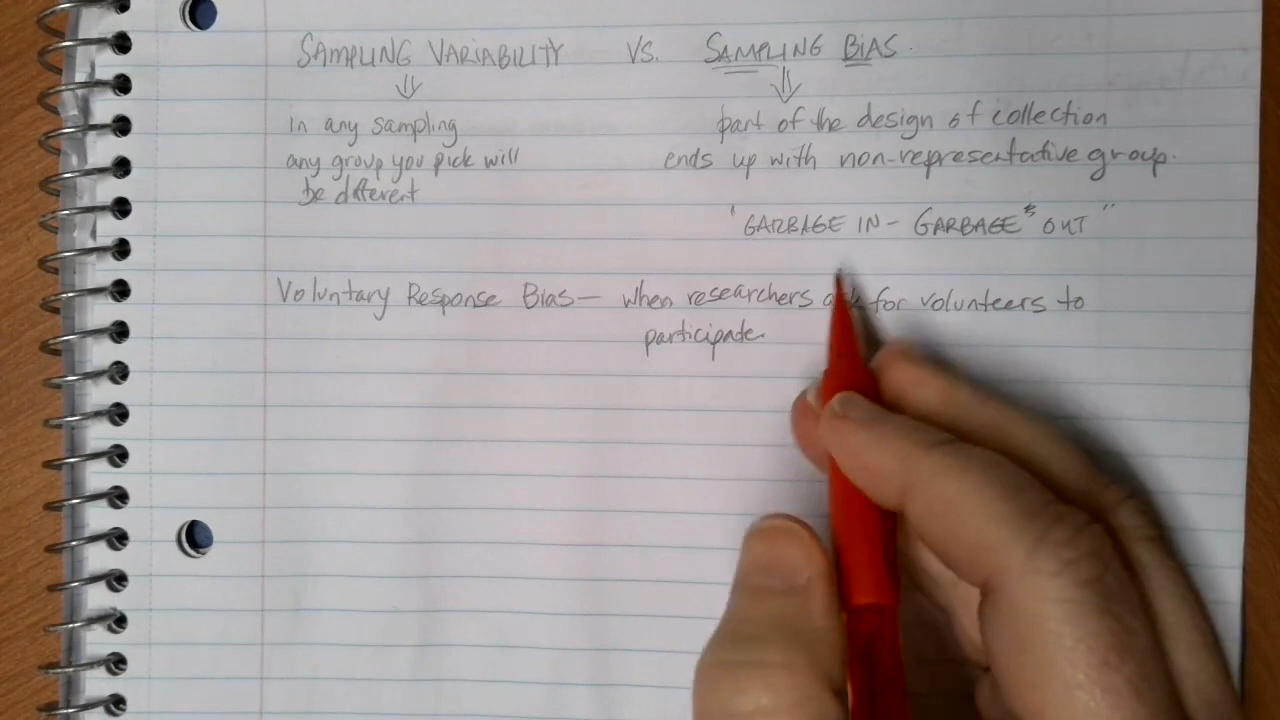 SAMPLING VARIABILITY VS. SAMPLING BIAS.
in any sampling
any group you pick will
be different
part of the design of collection
ends up with non-representative group.
"GARBAGE IN - GARBAGE OUT"
Voluntary Response Bias — when researchers ask for volunteers to
participate.